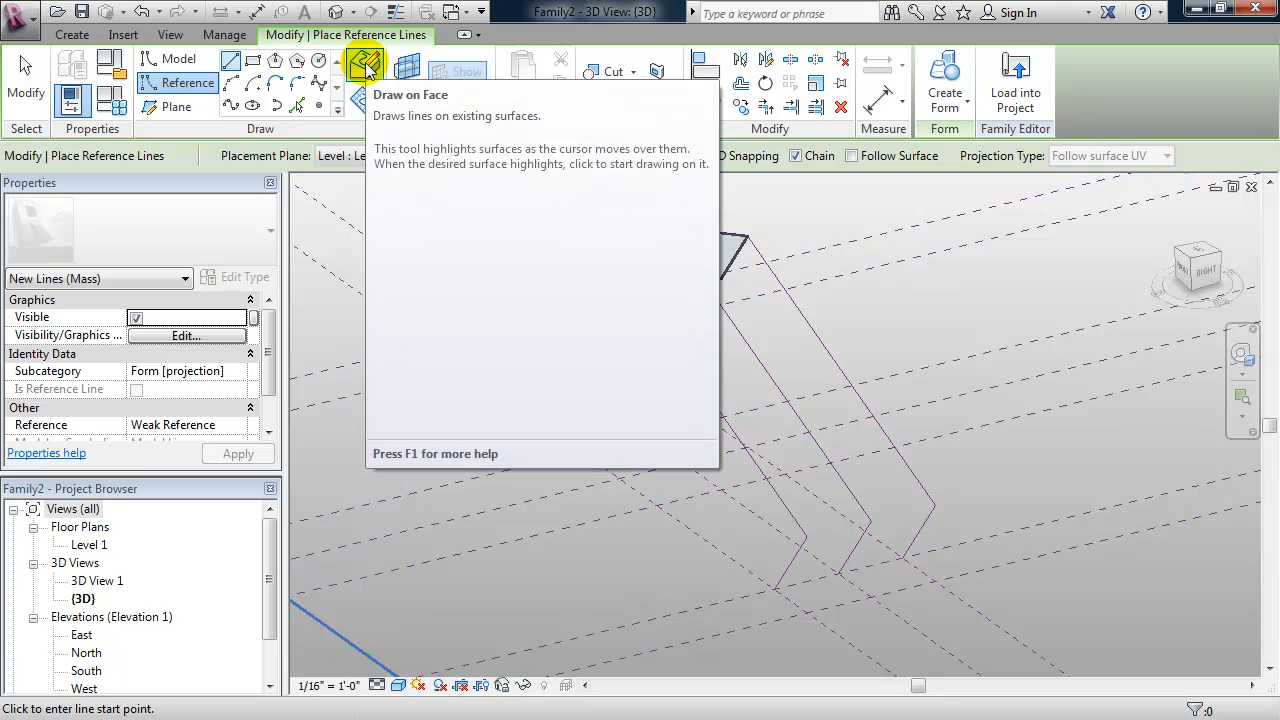 Family2 - 3D View: {3D}
Type a keyword or phrase
Sign In
Create
Insert
View
Manage
Modify | Place Reference Lines
Modify
Model
Reference
Plane
Show
Cut
Create
Form
Load into
Project
Select
Properties
Draw
Modify
Measure
Form
Family Editor
Modify | Place Reference Lines
Placement Plane:
Level : Le
D Snapping
Chain
Follow Surface
Projection Type:
Follow surface UV
Draw on Face
Draws lines on existing surfaces.
This tool highlights surfaces as the cursor moves over them.
When the desired surface highlights, click to start drawing on it.
Press F1 for more help
Properties
New Lines (Mass)
Edit Type
Graphics
Visible
Visibility/Graphics ...
Edit...
Identity Data
Subcategory
Form [projection]
Is Reference Line
Other
Reference
Weak Reference
Properties help
Apply
Family2 - Project Browser
Views (all)
Floor Plans
Level 1
3D Views
3D View 1
{3D}
Elevations (Elevation 1)
East
North
South
West
RIGHT
1/16" = 1'-0"
Click to enter line start point.
:0